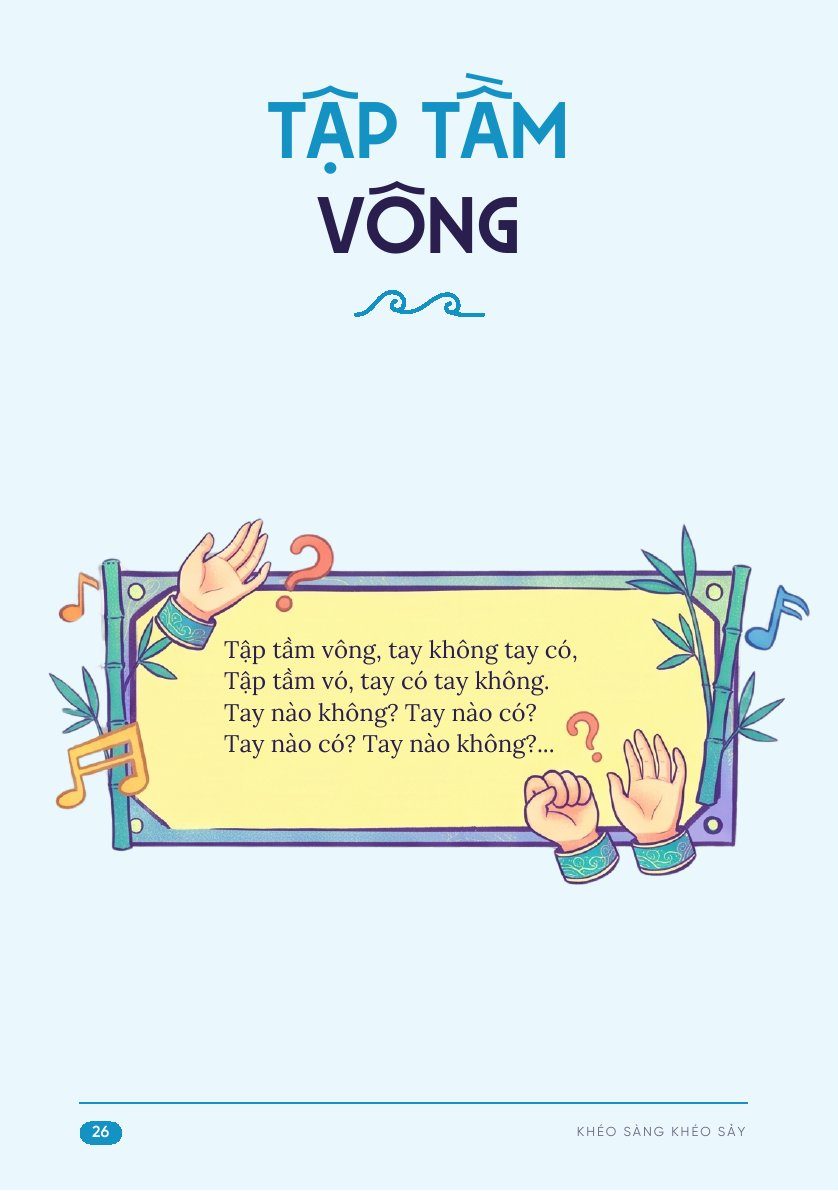 TẬP TẦM
VÔNG
Tập tầm vông, tay không tay có,
Tập tầm vó, tay có tay không.
Tay nào không? Tay nào có?
Tay nào có? Tay nào không?...
26
KHÉO SÀNG KHÉO SẢY